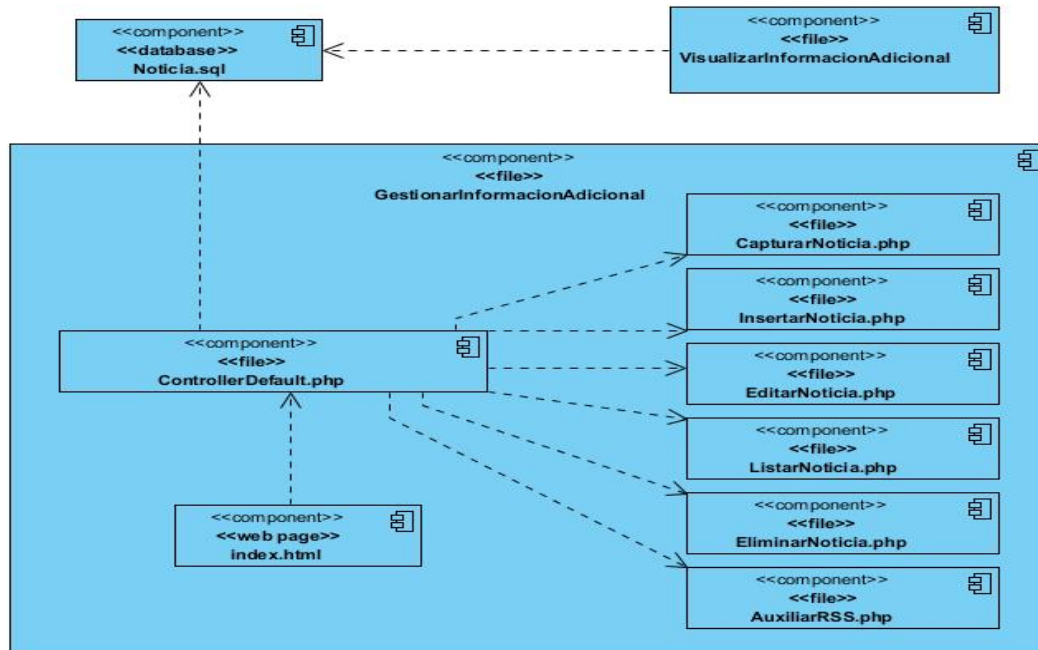 <<component>>
<<database>>
Noticia.sql
<<component>>
<<file>>
VisualizarInformacionAdicional
<<component>>
<<file>>
GestionarInformacionAdicional
<<component>>
<<file>>
CapturarNoticia.php
<<component>>
<<file>>
InsertarNoticia.php
<<component>>
<<file>>
ControllerDefault.php
<<component>>
<<file>>
EditarNoticia.php
<<component>>
<<file>>
ListarNoticia.php
<<component>>
<<web page>>
index.html
<<component>>
<<file>>
EliminarNoticia.php
<<component>>
<<file>>
AuxiliarRSS.php